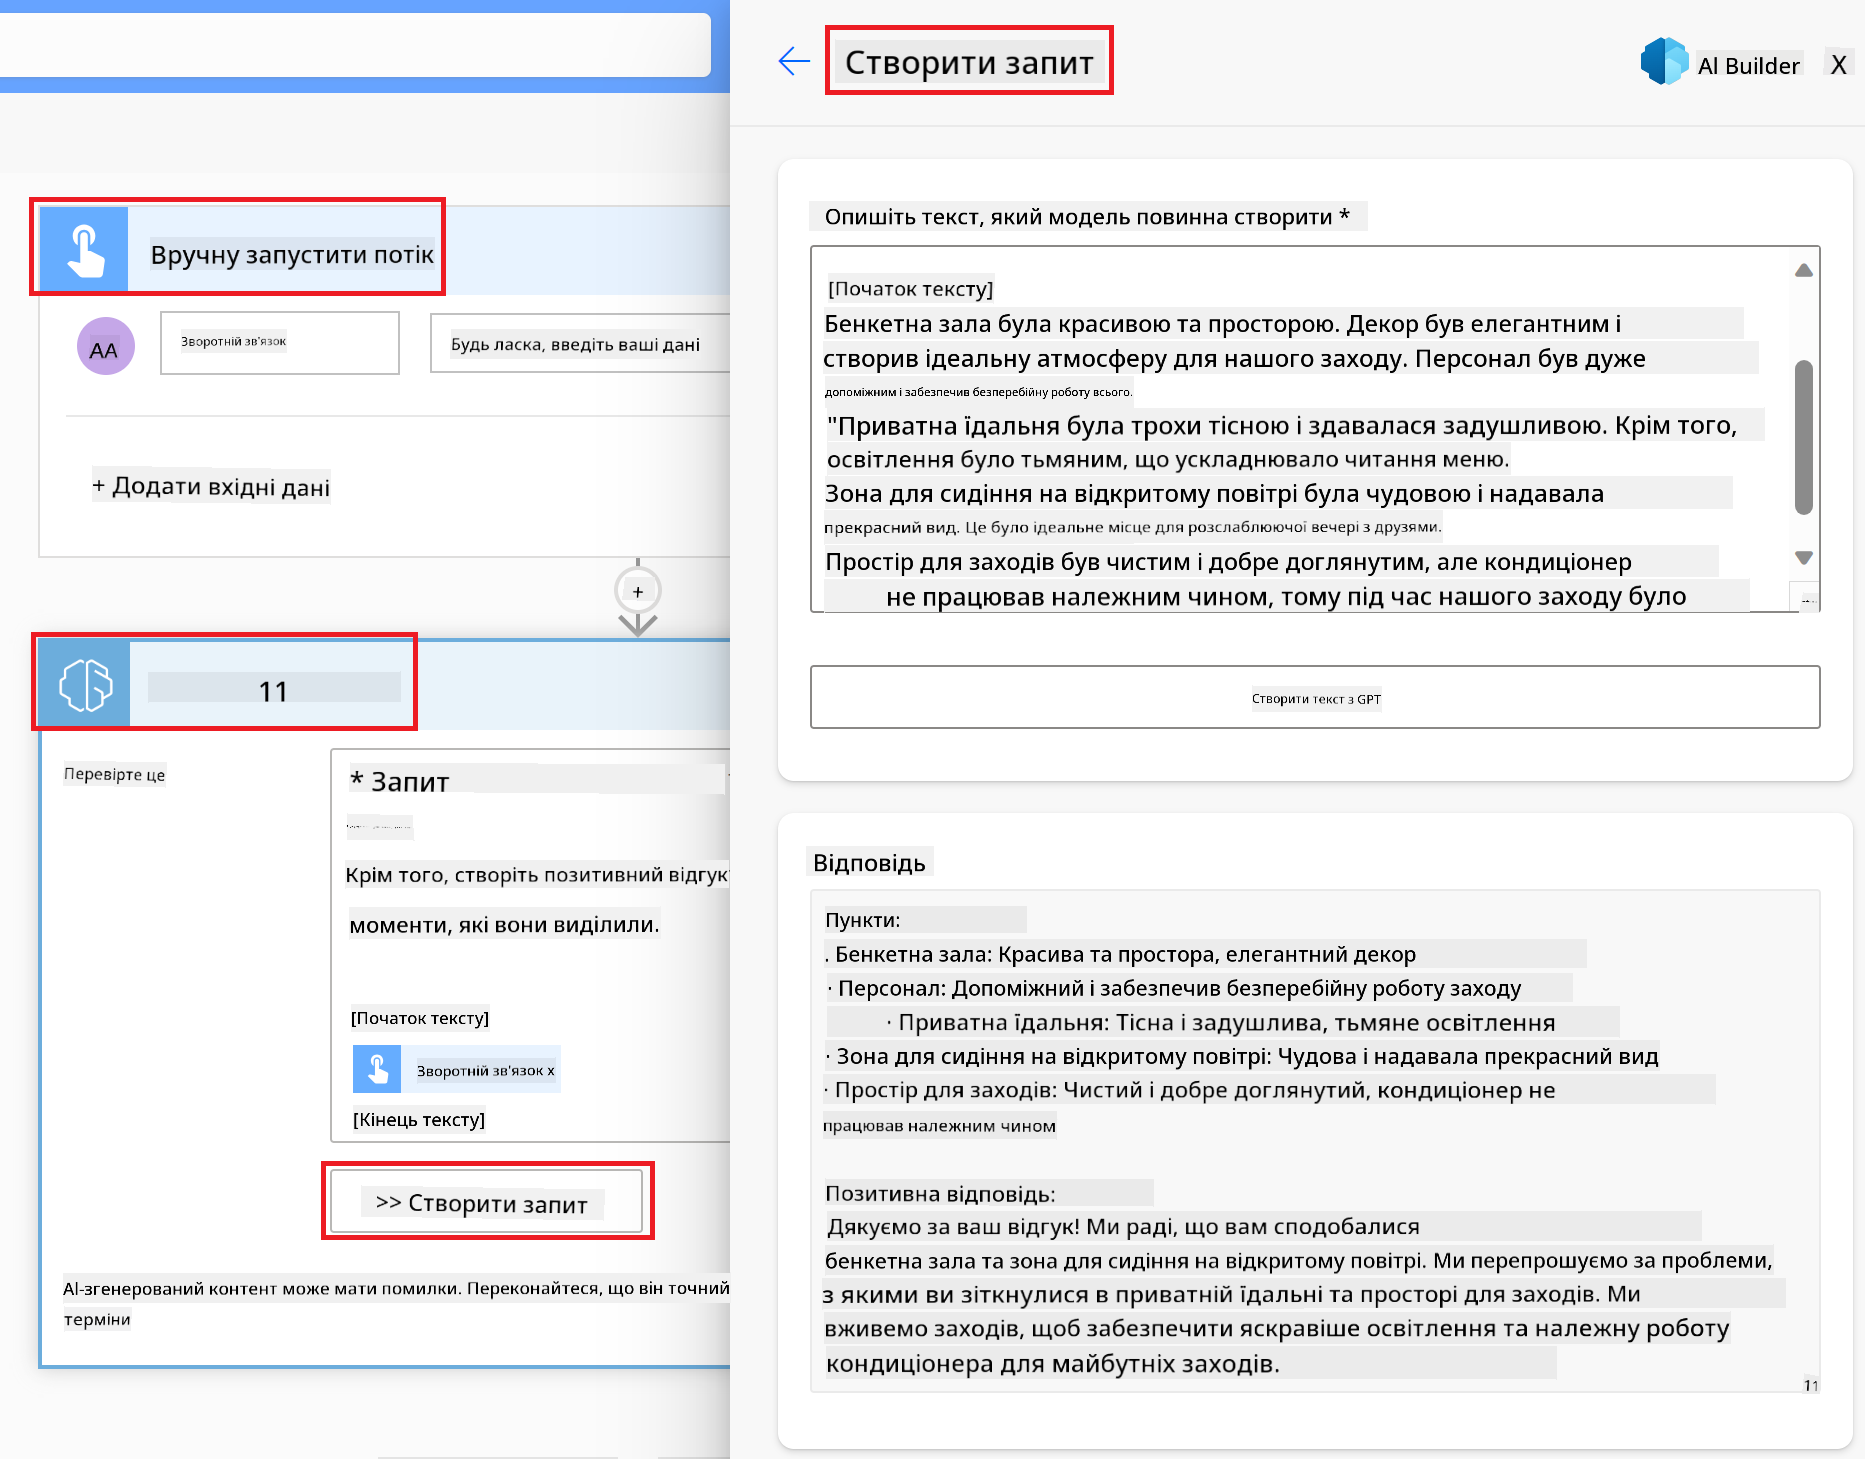 Вручну запустити потік
AA
Зворотній зв'язок
Будь ласка, введіть ваші дані
+ Додати вхідні дані
+
11
Перевірте це
* Запит
Крім того, створіть позитивний відгук
моменти, які вони виділили.
[Початок тексту]
Зворотній зв'язок x
[Кінець тексту]
>> Створити запит
AI-згенерований контент може мати помилки. Переконайтеся, що він точний
терміни
Створити запит
AI Builder
X
Опишіть текст, який модель повинна створити *
[Початок тексту]
Бенкетна зала була красивою та просторою. Декор був елегантним і
створив ідеальну атмосферу для нашого заходу. Персонал був дуже
допоміжним і забезпечив безперебійну роботу всього.
"Приватна їдальня була трохи тісною і здавалася задушливою. Крім того,
освітлення було тьмяним, що ускладнювало читання меню.
Зона для сидіння на відкритому повітрі була чудовою і надавала
прекрасний вид. Це було ідеальне місце для розслаблюючої вечері з друзями.
Простір для заходів був чистим і добре доглянутим, але кондиціонер
не працював належним чином, тому під час нашого заходу було
Створити текст з GPT
Відповідь
Пункти:
. Бенкетна зала: Красива та простора, елегантний декор
· Персонал: Допоміжний і забезпечив безперебійну роботу заходу
· Приватна їдальня: Тісна і задушлива, тьмяне освітлення
· Зона для сидіння на відкритому повітрі: Чудова і надавала прекрасний вид
· Простір для заходів: Чистий і добре доглянутий, кондиціонер не
працював належним чином
Позитивна відповідь:
Дякуємо за ваш відгук! Ми раді, що вам сподобалися
бенкетна зала та зона для сидіння на відкритому повітрі. Ми перепрошуємо за проблеми,
з якими ви зіткнулися в приватній їдальні та просторі для заходів. Ми
вживемо заходів, щоб забезпечити яскравіше освітлення та належну роботу
кондиціонера для майбутніх заходів.
11